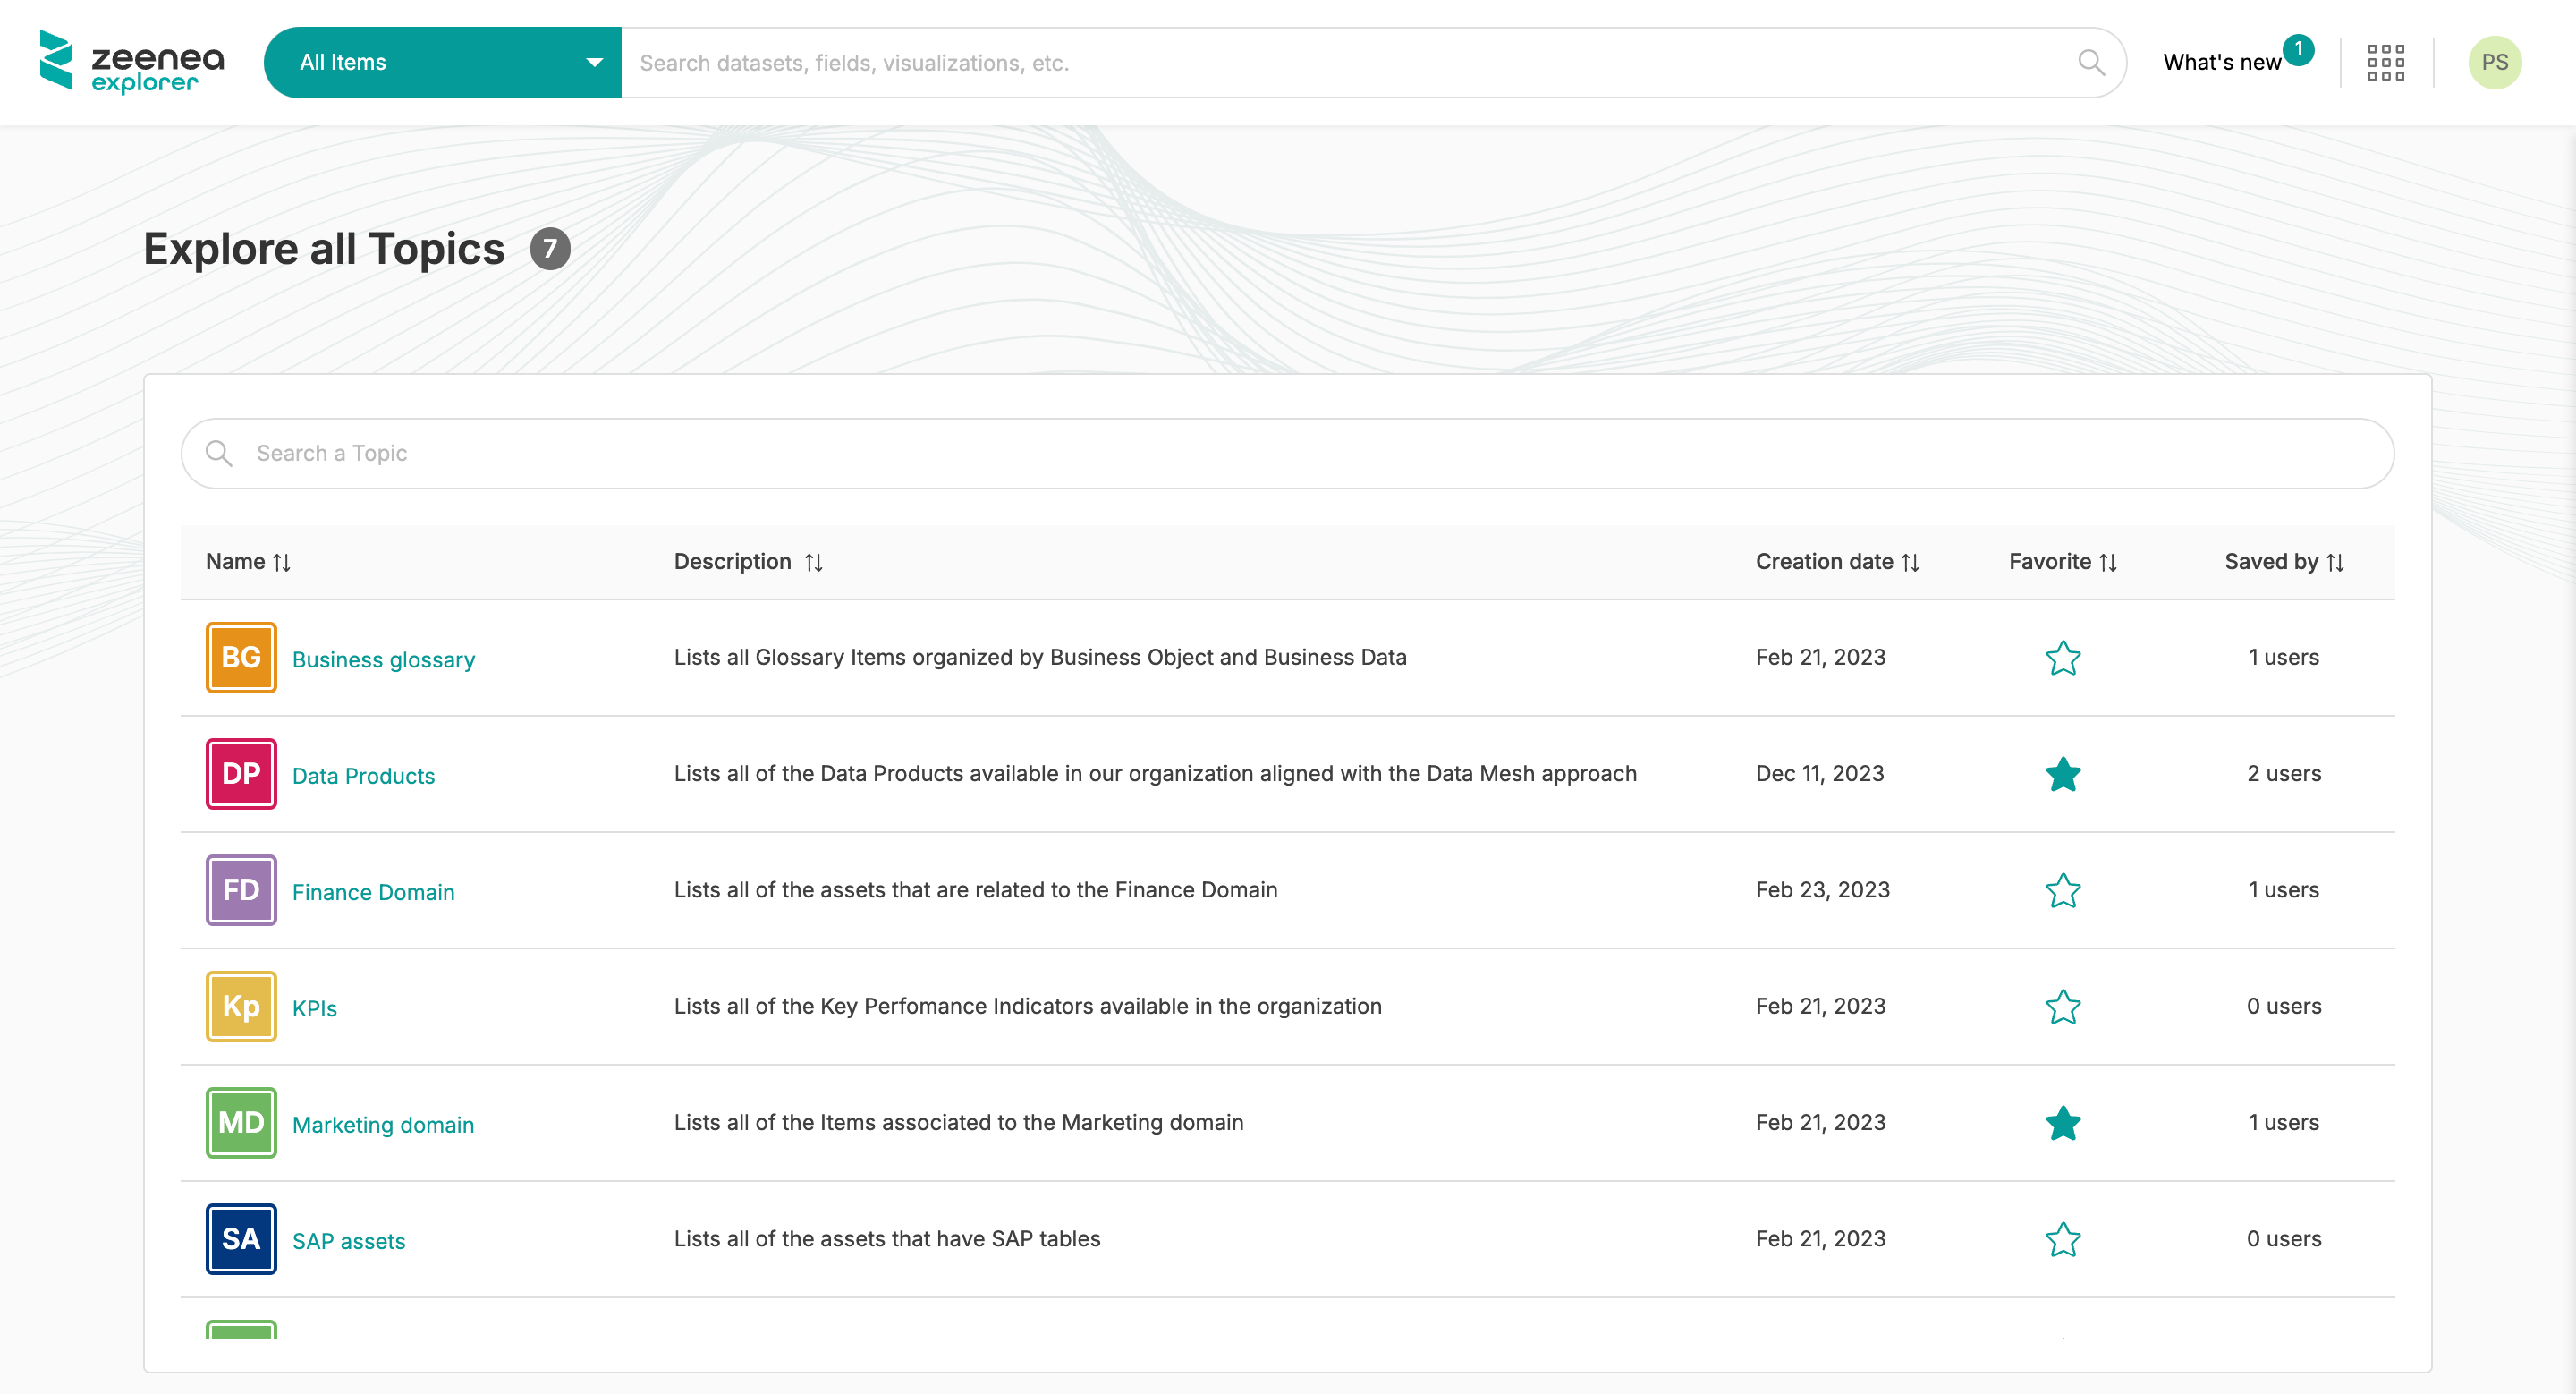 zeenea
explorer
All Items
Search datasets, fields, visualizations, etc.
What's new
1
PS
Explore all Topics 7
Search a Topic
Name Description Creation date Favorite Saved by
BG Business glossary Lists all Glossary Items organized by Business Object and Business Data Feb 21, 2023 1 users
DP Data Products Lists all of the Data Products available in our organization aligned with the Data Mesh approach Dec 11, 2023 2 users
FD Finance Domain Lists all of the assets that are related to the Finance Domain Feb 23, 2023 1 users
Kp KPIs Lists all of the Key Perfomance Indicators available in the organization Feb 21, 2023 0 users
MD Marketing domain Lists all of the Items associated to the Marketing domain Feb 21, 2023 1 users
SA SAP assets Lists all of the assets that have SAP tables Feb 21, 2023 0 users